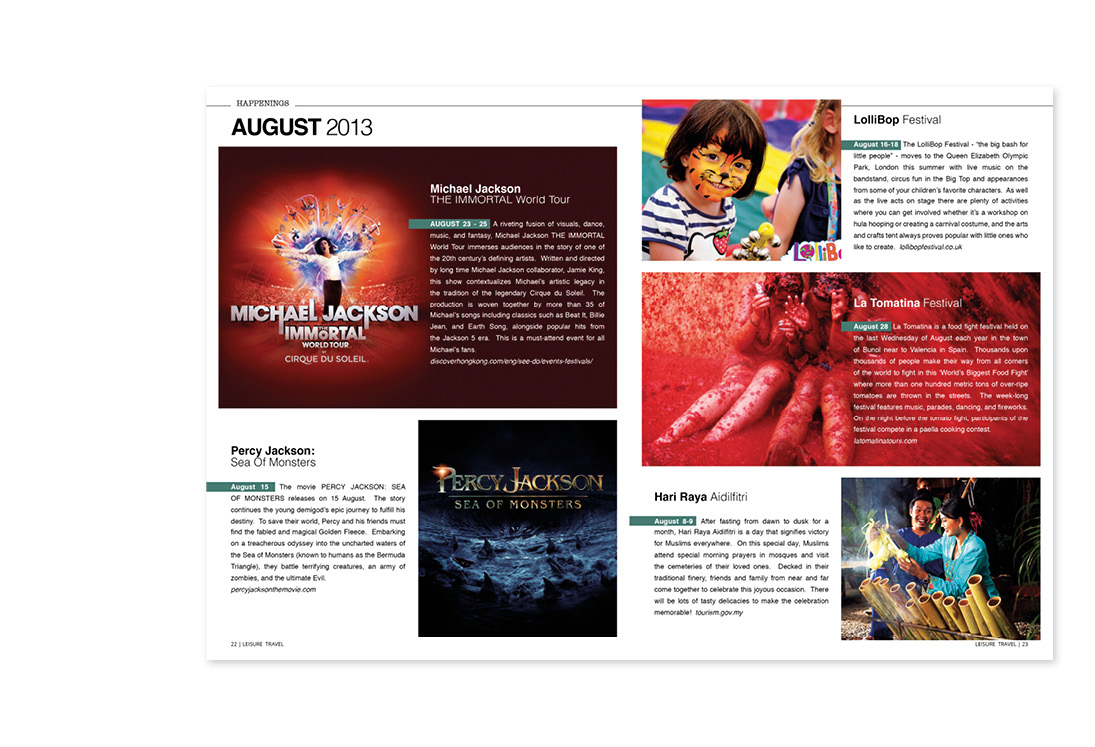 HAPPENINGS
AUGUST 2013
MICHAEL JACKSON
THE
IMMORTAL
WORLD TOUR
BY
CIRQUE DU SOLEIL.
Michael Jackson
THE IMMORTAL World Tour
AUGUST 23 - 25 A riveting fusion of visuals, dance,
music, and fantasy, Michael Jackson THE IMMORTAL
World Tour immerses audiences in the story of one of
the 20th century's defining artists. Written and directed
by long time Michael Jackson collaborator, Jamie King,
this show contextualizes Michael's artistic legacy in
the tradition of the legendary Cirque du Soleil. The
production is woven together by more than 35 of
Michael's songs including classics such as Beat It, Billie
Jean, and Earth Song, alongside popular hits from
the Jackson 5 era. This is a must-attend event for all
Michael's fans.
discoverhongkong.com/eng/see-do/events-festivals/
Percy Jackson:
Sea Of Monsters
August 15 The movie PERCY JACKSON: SEA
OF MONSTERS releases on 15 August. The story
continues the young demigod's epic journey to fulfill his
destiny. To save their world, Percy and his friends must
find the fabled and magical Golden Fleece. Embarking
on a treacherous odyssey into the uncharted waters of
the Sea of Monsters (known to humans as the Bermuda
Triangle), they battle terrifying creatures, an army of
zombies, and the ultimate Evil.
percyjacksonthemovie.com
PERCY JACKSON
SEA OF MONSTERS
22 | LEISURE TRAVEL
LolliBo
LolliBop Festival
August 16-18 The LolliBop Festival - "the big bash for
little people" - moves to the Queen Elizabeth Olympic
Park, London this summer with live music on the
bandstand, circus fun in the Big Top and appearances
from some of your children's favorite characters. As well
as the live acts on stage there are plenty of activities
where you can get involved whether it's a workshop on
hula hooping or creating a carnival costume, and the arts
and crafts tent always proves popular with little ones who
like to create. lollibopfestival.co.uk
La Tomatina Festival
August 28 La Tomatina is a food fight festival held on
the last Wednesday of August each year in the town
of Bunol near to Valencia in Spain. Thousands upon
thousands of people make their way from all corners
of the world to fight in this 'World's Biggest Food Fight'
where more than one hundred metric tons of over-ripe
tomatoes are thrown in the streets. The week-long
festival features music, parades, dancing, and fireworks.
On the night before the tomato fight, participants of the
festival compete in a paella cooking contest.
latomatinatours.com
Hari Raya Aidilfitri
August 8-9 After fasting from dawn to dusk for a
month, Hari Raya Aidilfitri is a day that signifies victory
for Muslims everywhere. On this special day, Muslims
attend special morning prayers in mosques and visit
the cemeteries of their loved ones. Decked in their
traditional finery, friends and family from near and far
come together to celebrate this joyous occasion. There
will be lots of tasty delicacies to make the celebration
memorable! tourism.gov.my
LEISURE TRAVEL | 23